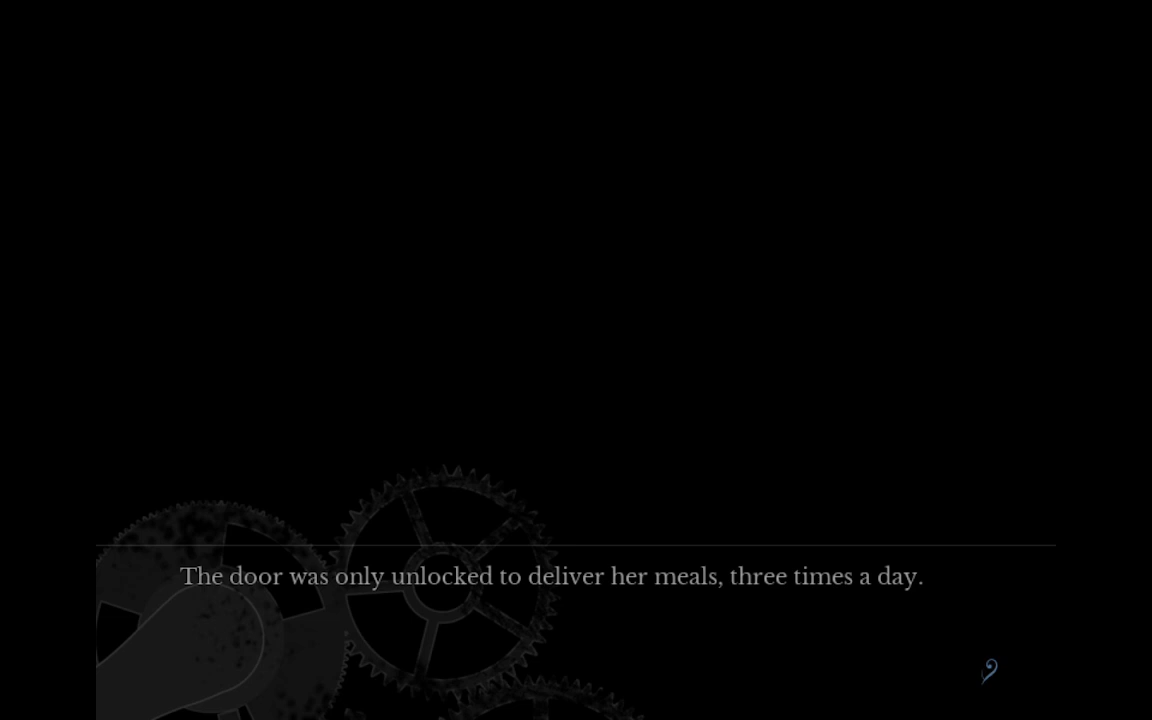 The door was only unlocked to deliver her meals, three times a day.